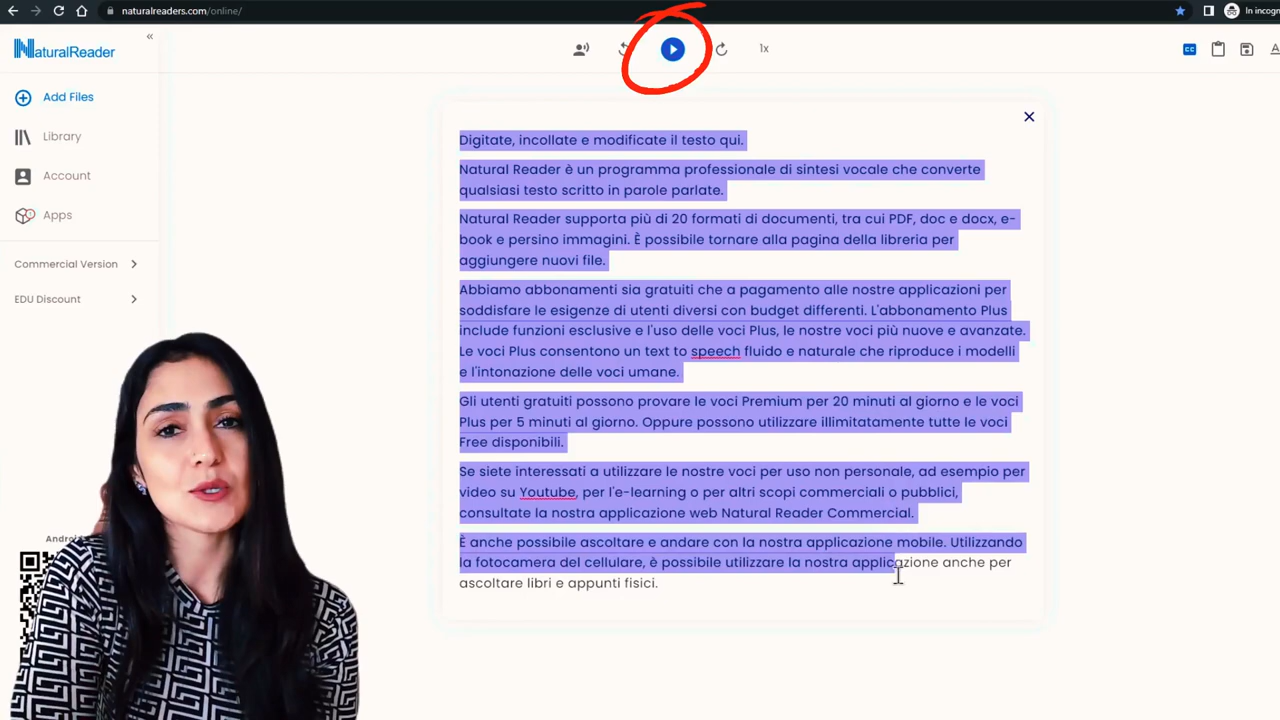 naturalreaders.com/online/
In incogn
NaturalReader
1x
CC
Add Files
Library
Account
Apps
Commercial Version
EDU Discount
Digitate, incollate e modificate il testo qui.
Natural Reader è un programma professionale di sintesi vocale che converte
qualsiasi testo scritto in parole parlate.
Natural Reader supporta più di 20 formati di documenti, tra cui PDF, doc e docx, e-
book e persino immagini. È possibile tornare alla pagina della libreria per
aggiungere nuovi file.
Abbiamo abbonamenti sia gratuiti che a pagamento alle nostre applicazioni per
soddisfare le esigenze di utenti diversi con budget differenti. L'abbonamento Plus
include funzioni esclusive e l'uso delle voci Plus, le nostre voci più nuove e avanzate.
Le voci Plus consentono un text to speech fluido e naturale che riproduce i modelli
e l'intonazione delle voci umane.
Gli utenti gratuiti possono provare le voci Premium per 20 minuti al giorno e le voci
Plus per 5 minuti al giorno. Oppure possono utilizzare illimitatamente tutte le voci
Free disponibili.
Se siete interessati a utilizzare le nostre voci per uso non personale, ad esempio per
video su Youtube, per l'e-learning o per altri scopi commerciali o pubblici,
consultate la nostra applicazione web Natural Reader Commercial.
È anche possibile ascoltare e andare con la nostra applicazione mobile. Utilizzando
la fotocamera del cellulare, è possibile utilizzare la nostra applicazione anche per
ascoltare libri e appunti fisici.